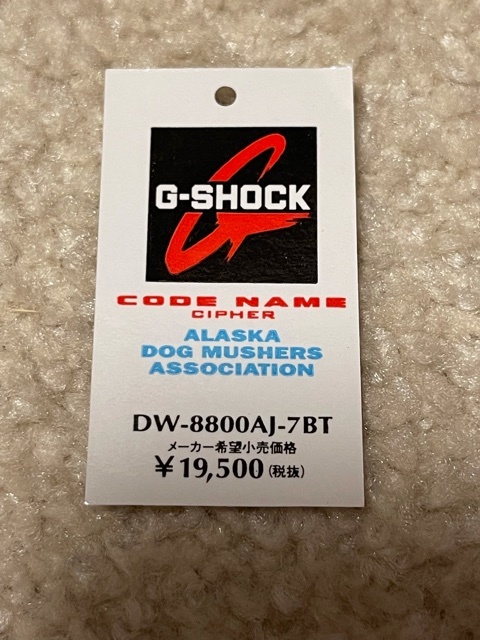 G-SHOCK
CODE NAME
CIPHER
ALASKA
DOG MUSHERS
ASSOCIATION
DW-8800AJ-7BT
メーカー希望小売価格
￥19,500(税抜)